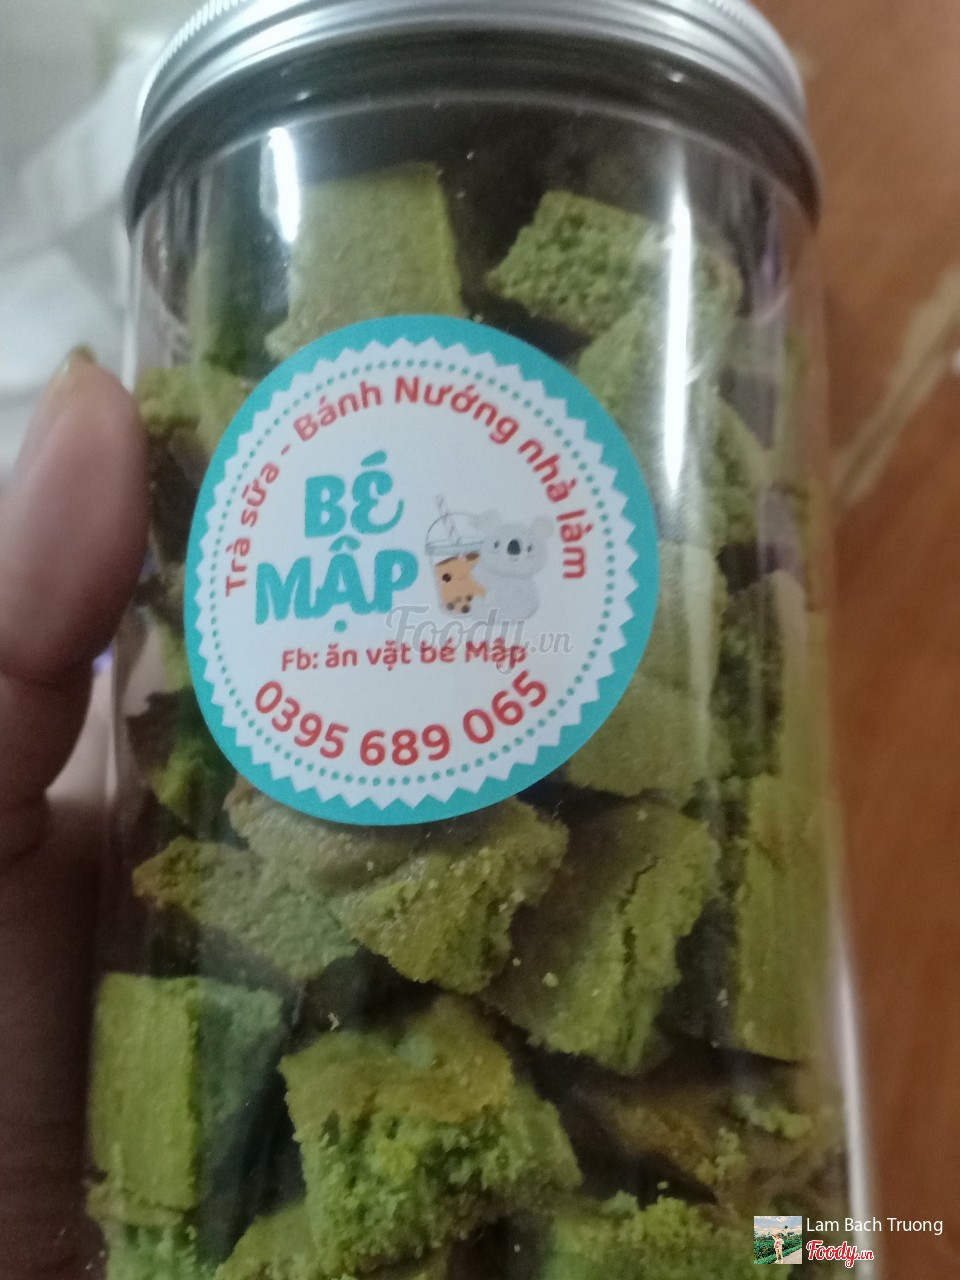 Trà sữa - Bánh Nướng nhà làm
BÉ
MẬP
Fb: ăn vặt bé Mập
0395 689 065
Foody.vn
Lam Bach Truong
Foody.vn